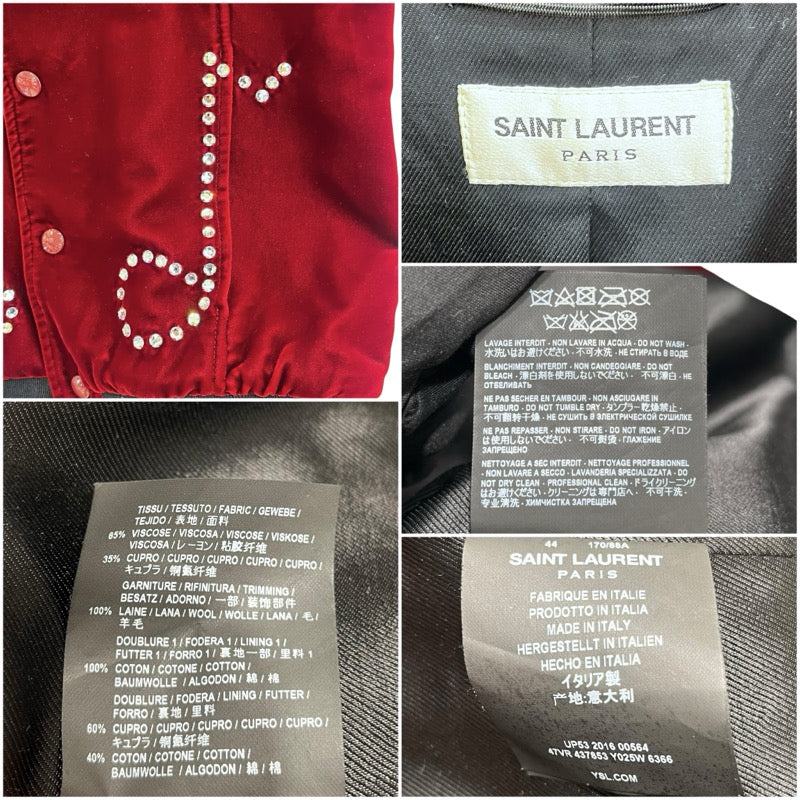 SAINT LAURENT
PARIS
LAVAGE INTERDIT - NON LAVARE IN ACQUA - DO NOT WASH -
水洗いはお避けください - 不可水洗 - НЕ СТИРАТЬ В ВОДЕ
BLANCHIMENT INTERDIT - NON CANDEGGIARE - DO NOT
BLEACH - 漂白剤を使用しないでください - 不可漂白 - НЕ
ОТБЕЛИВАТЬ
NE PAS SECHER EN TAMBOUR - NON ASCIUGARE IN
TAMBURO - DO NOT TUMBLE DRY - タンブラー乾燥禁止 -
不可翻转干燥 - НЕ СУШИТЬ В ЭЛЕКТРИЧЕСКОЙ СУШИЛКЕ
NE PAS REPASSER - NON STIRARE - DO NOT IRON - アイロン
は使用しないでください - 不可熨烫 - ГЛАЖЕНИЕ
ЗАПРЕЩЕНО
NETTOYAGE A SEC INTERDIT - NETTOYAGE PROFESSIONNEL
- NON LAVARE A SECCO - LAVANDERIA SPECIALIZZATA - DO
NOT DRY CLEAN - PROFESSIONAL CLEAN - ドライクリーニング
はお避けください - クリーニングは専門店へ - 不可干洗 -
专业清洗 - ХИМЧИСТКА ЗАПРЕЩЕНА
TISSU / TESSUTO / FABRIC / GEWEBE /
TEJIDO / 表地 / 面料
65% VISCOSE / VISCOSA / VISCOSE / VISKOSE /
VISCOSA / レーヨン / 粘胶纤维
35% CUPRO / CUPRO / CUPRO / CUPRO / CUPRO /
キュプラ / 铜氨纤维
GARNITURE / RIFINITURA / TRIMMING /
BESATZ / ADORNO / 一部 / 装饰部件
100% LAINE / LANA / WOOL / WOLLE / LANA / 毛 /
羊毛
DOUBLURE 1 / FODERA 1 / LINING 1 /
FUTTER 1 / FORRO 1 / 裏地一部 / 里料 1
100% COTON / COTONE / COTTON /
BAUMWOLLE / ALGODON / 綿 / 棉
DOUBLURE / FODERA / LINING / FUTTER /
FORRO / 裏地 / 里料
60% CUPRO / CUPRO / CUPRO / CUPRO / CUPRO /
キュプラ / 铜氨纤维
40% COTON / COTONE / COTTON /
BAUMWOLLE / ALGODON / 綿 / 棉
44 170/88A
SAINT LAURENT
PARIS
FABRIQUE EN ITALIE
PRODOTTO IN ITALIA
MADE IN ITALY
HERGESTELLT IN ITALIEN
HECHO EN ITALIA
イタリア製
产地:意大利
UP53 2016 00564
4TVR 437853 Y025W 6366
YSL.COM